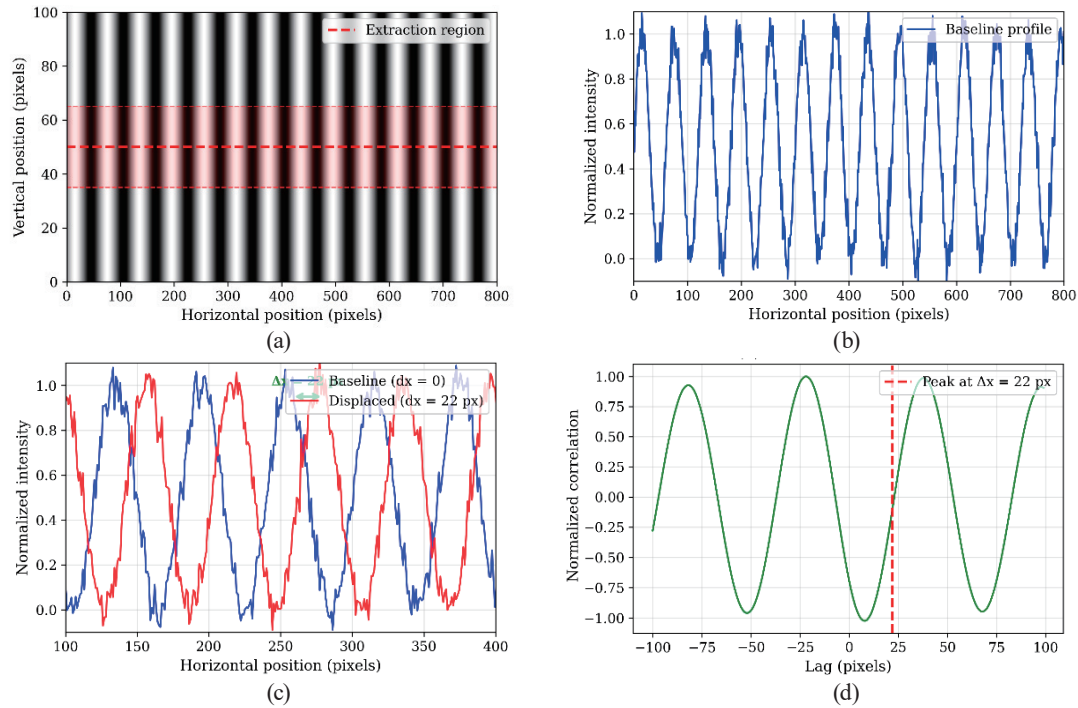 Extraction region
Vertical position (pixels)
100
80
60
40
20
0
0 100 200 300 400 500 600 700 800
Horizontal position (pixels)
(a)
Baseline profile
Normalized intensity
1.0
0.8
0.6
0.4
0.2
0.0
0 100 200 300 400 500 600 700 800
Horizontal position (pixels)
(b)
Baseline (dx = 0)
Displaced (dx = 22 px)
Normalized intensity
1.0
0.8
0.6
0.4
0.2
0.0
100 150 200 250 300 350 400
Horizontal position (pixels)
(c)
Peak at Δx = 22 px
Normalized correlation
1.00
0.75
0.50
0.25
0.00
−0.25
−0.50
−0.75
−1.00
−100 −75 −50 −25 0 25 50 75 100
Lag (pixels)
(d)